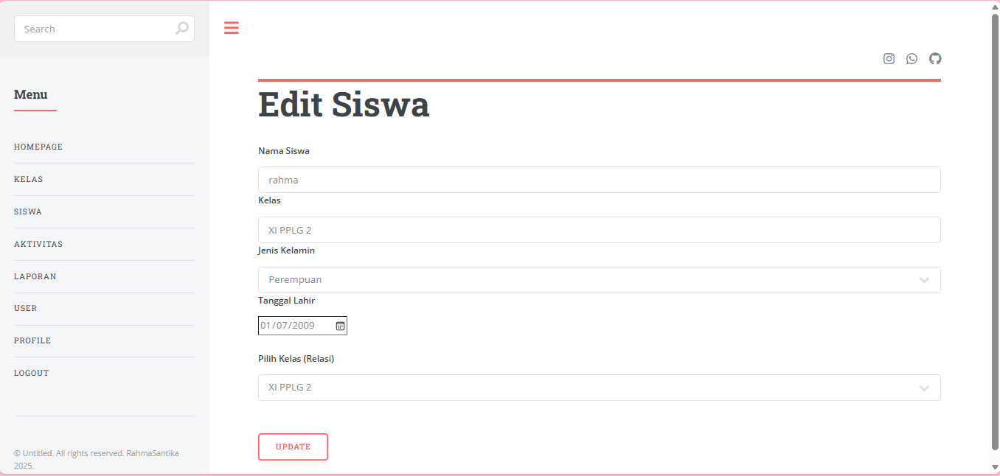 Search
Menu
HOMEPAGE
KELAS
SISWA
AKTIVITAS
LAPORAN
USER
PROFILE
LOGOUT
© Untitled. All rights reserved. RahmaSantika
2025.
Edit Siswa
Nama Siswa
rahma
Kelas
XI PPLG 2
Jenis Kelamin
Perempuan
Tanggal Lahir
01/07/2009
Pilih Kelas (Relasi)
XI PPLG 2
UPDATE